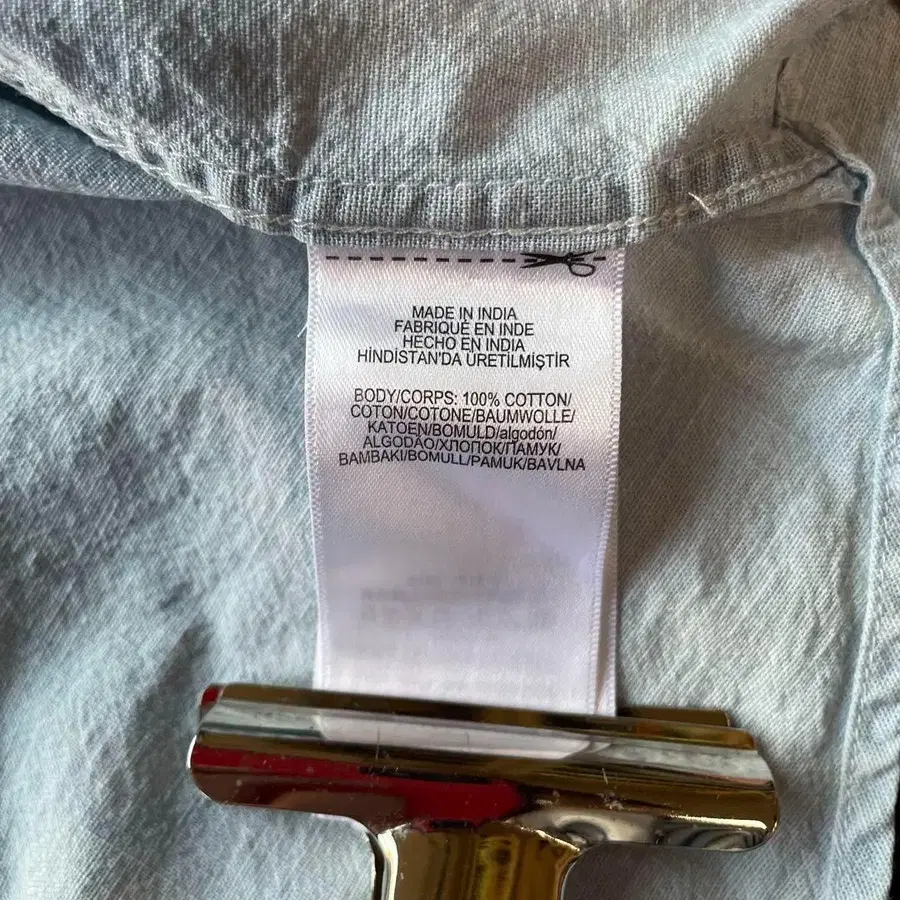 MADE IN INDIA
FABRIQUÉ EN INDE
HECHO EN INDIA
HİNDİSTAN'DA ÜRETİLMİŞTİR
BODY/CORPS: 100% COTTON/
COTON/COTONE/BAUMWOLLE/
KATOEN/BOMULD/algodón/
ALGODÃO/ХЛОПОК/ПАМУК/
BAMBAKI/BOMULL/PAMUK/BAVLNA